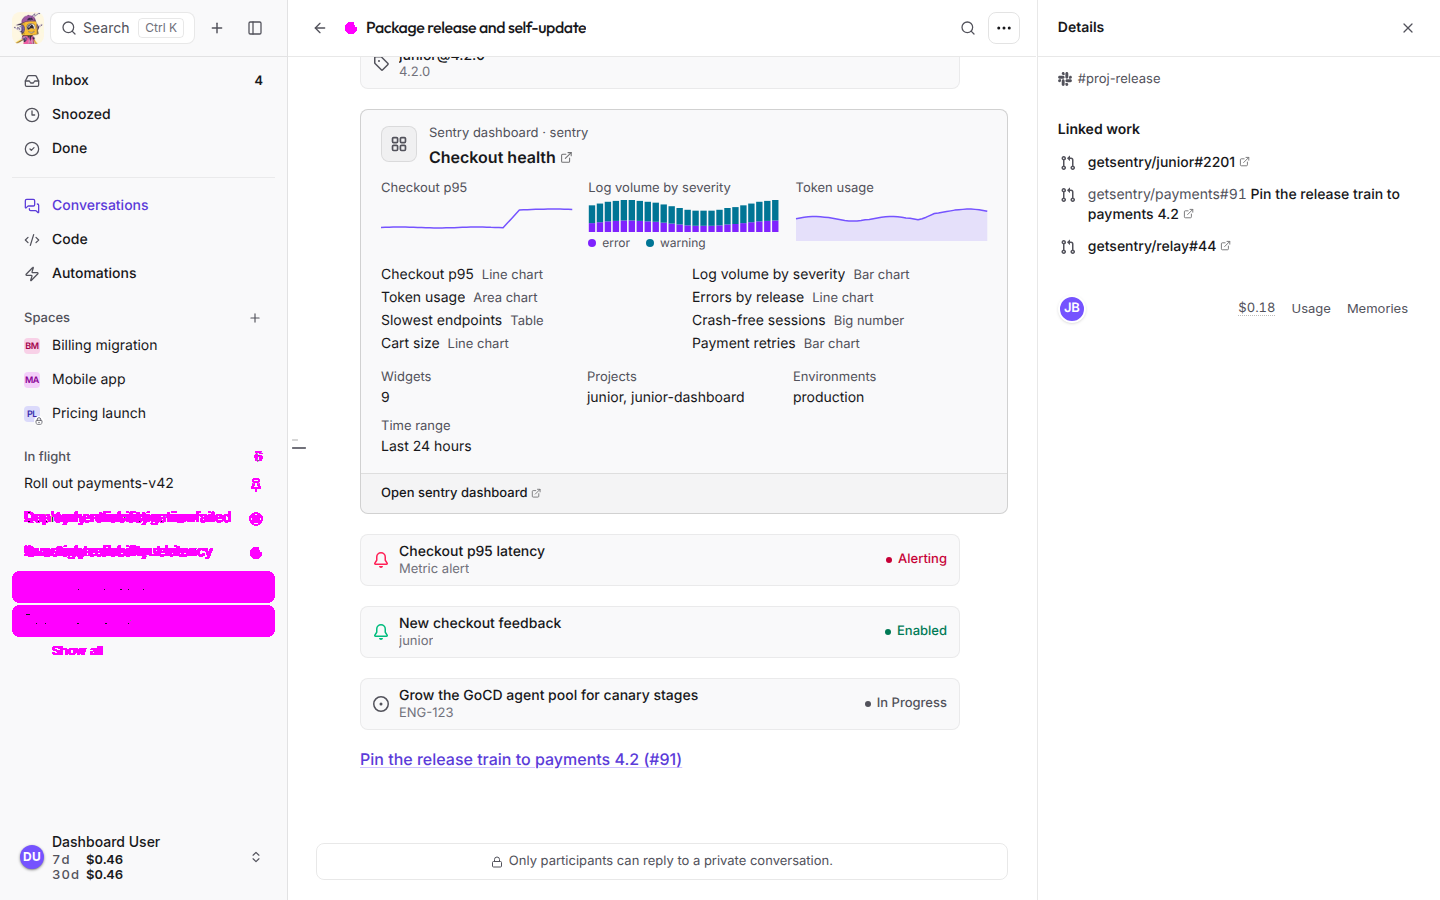 Search Ctrl K
Inbox 4
Snoozed
Done
Conversations
Code
Automations
Spaces
BM Billing migration
MA Mobile app
PL Pricing launch
In flight
Roll out payments-v42
Show all
DU Dashboard User
7d $0.46
30d $0.46
Package release and self-update
junior@4.2.0
4.2.0
Sentry dashboard · sentry
Checkout health
Checkout p95 Log volume by severity Token usage
error warning
Checkout p95 Line chart Log volume by severity Bar chart
Token usage Area chart Errors by release Line chart
Slowest endpoints Table Crash-free sessions Big number
Cart size Line chart Payment retries Bar chart
Widgets Projects Environments
9 junior, junior-dashboard production
Time range
Last 24 hours
Open sentry dashboard
Checkout p95 latency Alerting
Metric alert
New checkout feedback Enabled
junior
Grow the GoCD agent pool for canary stages In Progress
ENG-123
Pin the release train to payments 4.2 (#91)
Only participants can reply to a private conversation.
Details
#proj-release
Linked work
getsentry/junior#2201
getsentry/payments#91 Pin the release train to
payments 4.2
getsentry/relay#44
JB $0.18 Usage Memories